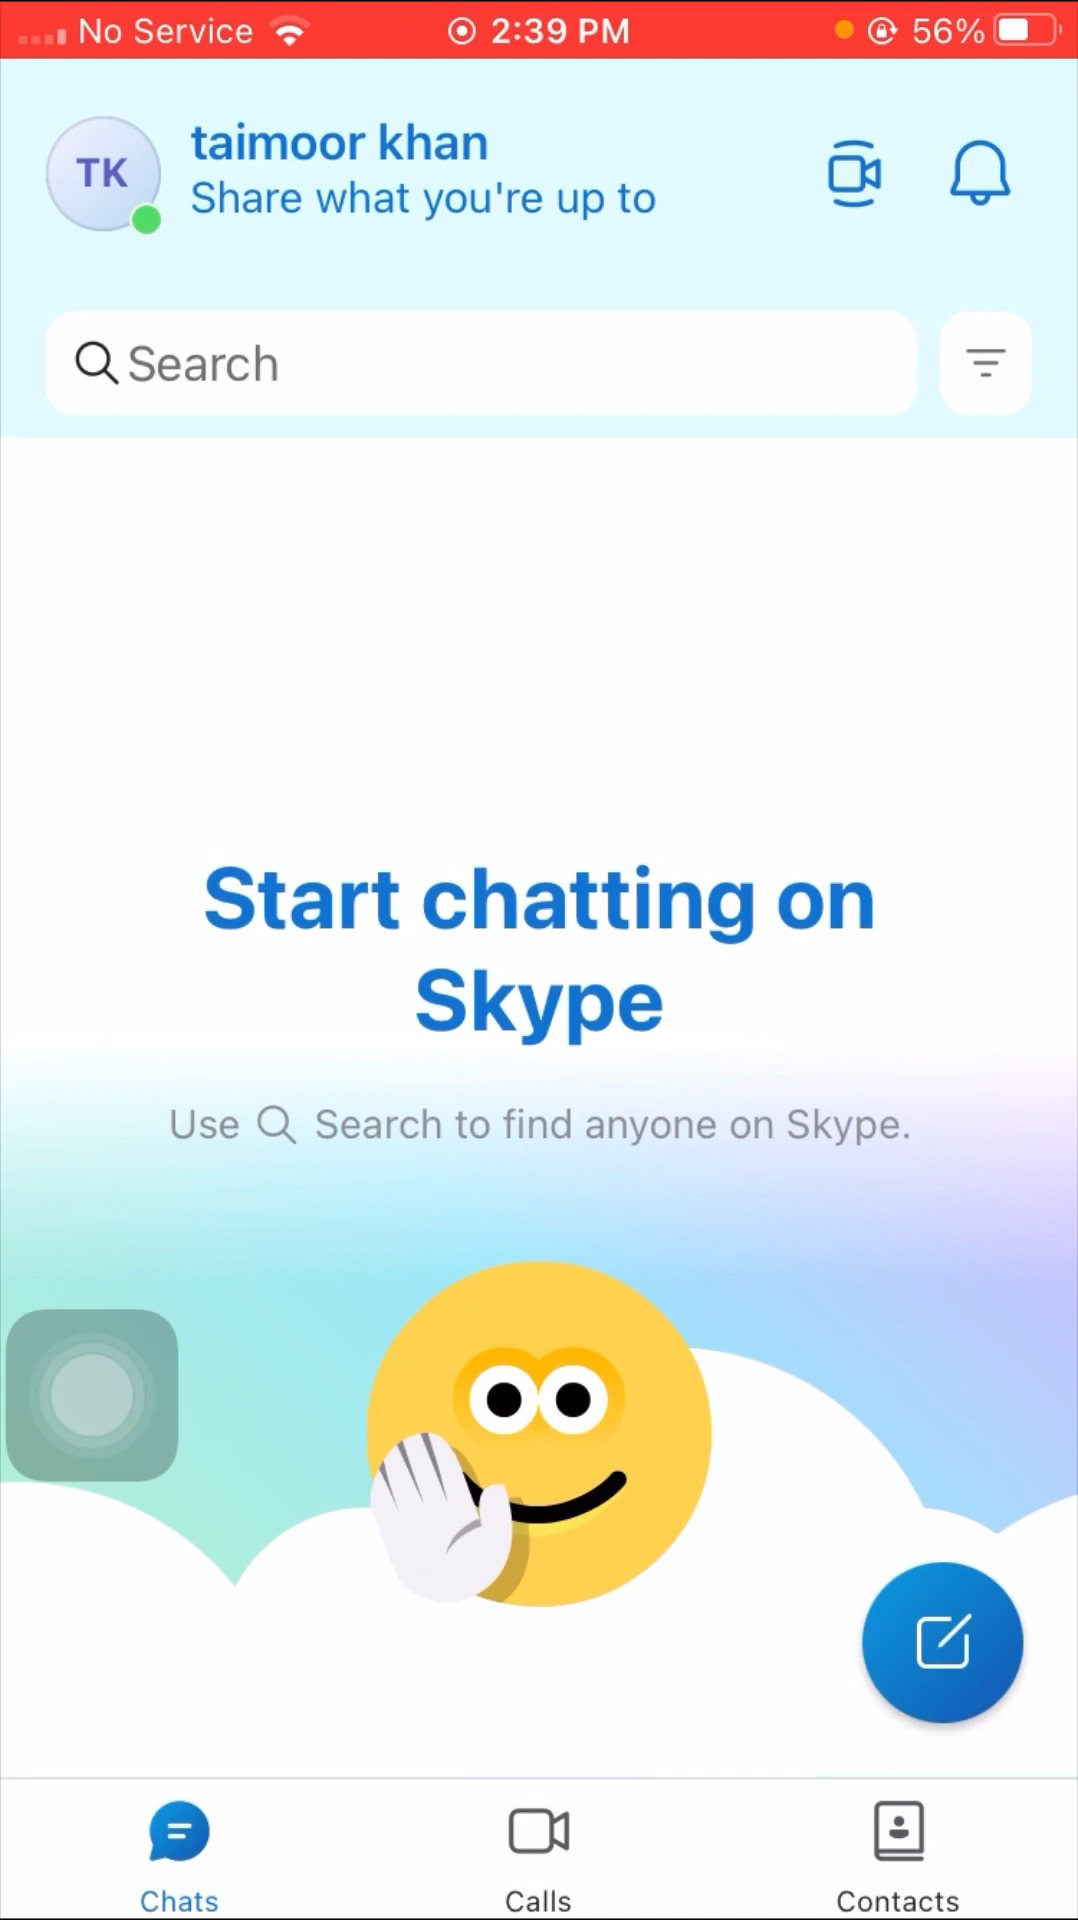 No Service 2:39 PM 56%
TK
taimoor khan
Share what you're up to
Search
Start chatting on
Skype
Use Search to find anyone on Skype.
Chats Calls Contacts